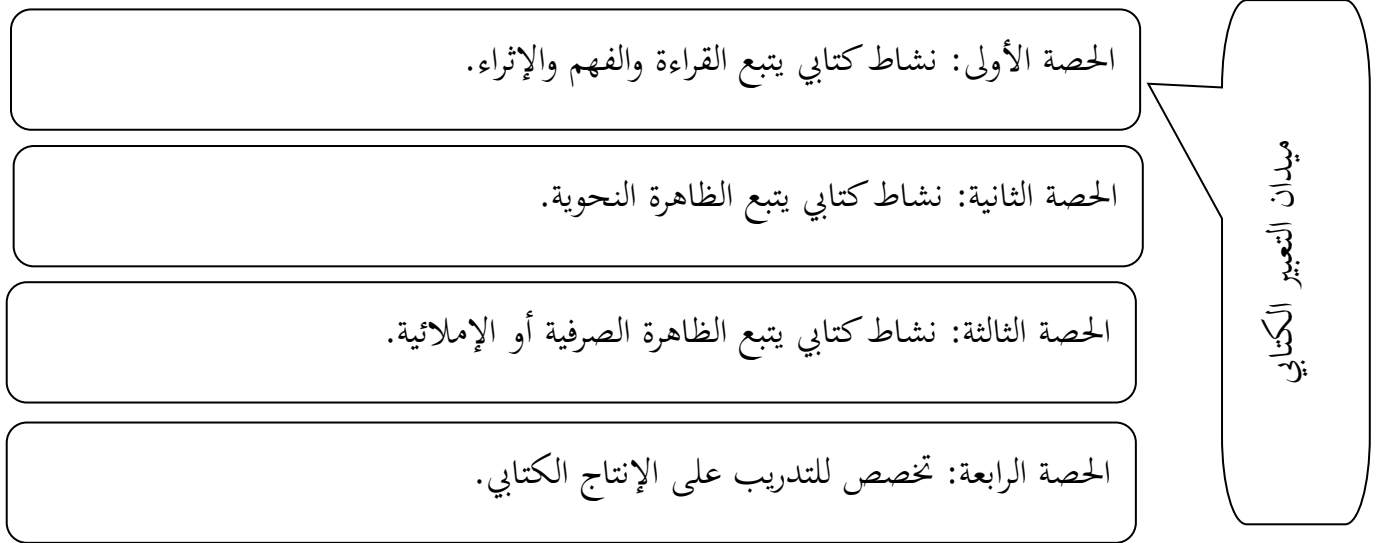 ميدان التعبير الكتابي
الحصة الأولى: نشاط كتابي يتبع القراءة والفهم والإثراء.
الحصة الثانية: نشاط كتابي يتبع الظاهرة النحوية.
الحصة الثالثة: نشاط كتابي يتبع الظاهرة الصرفية أو الإملائية.
الحصة الرابعة: تخصص للتدريب على الإنتاج الكتابي.